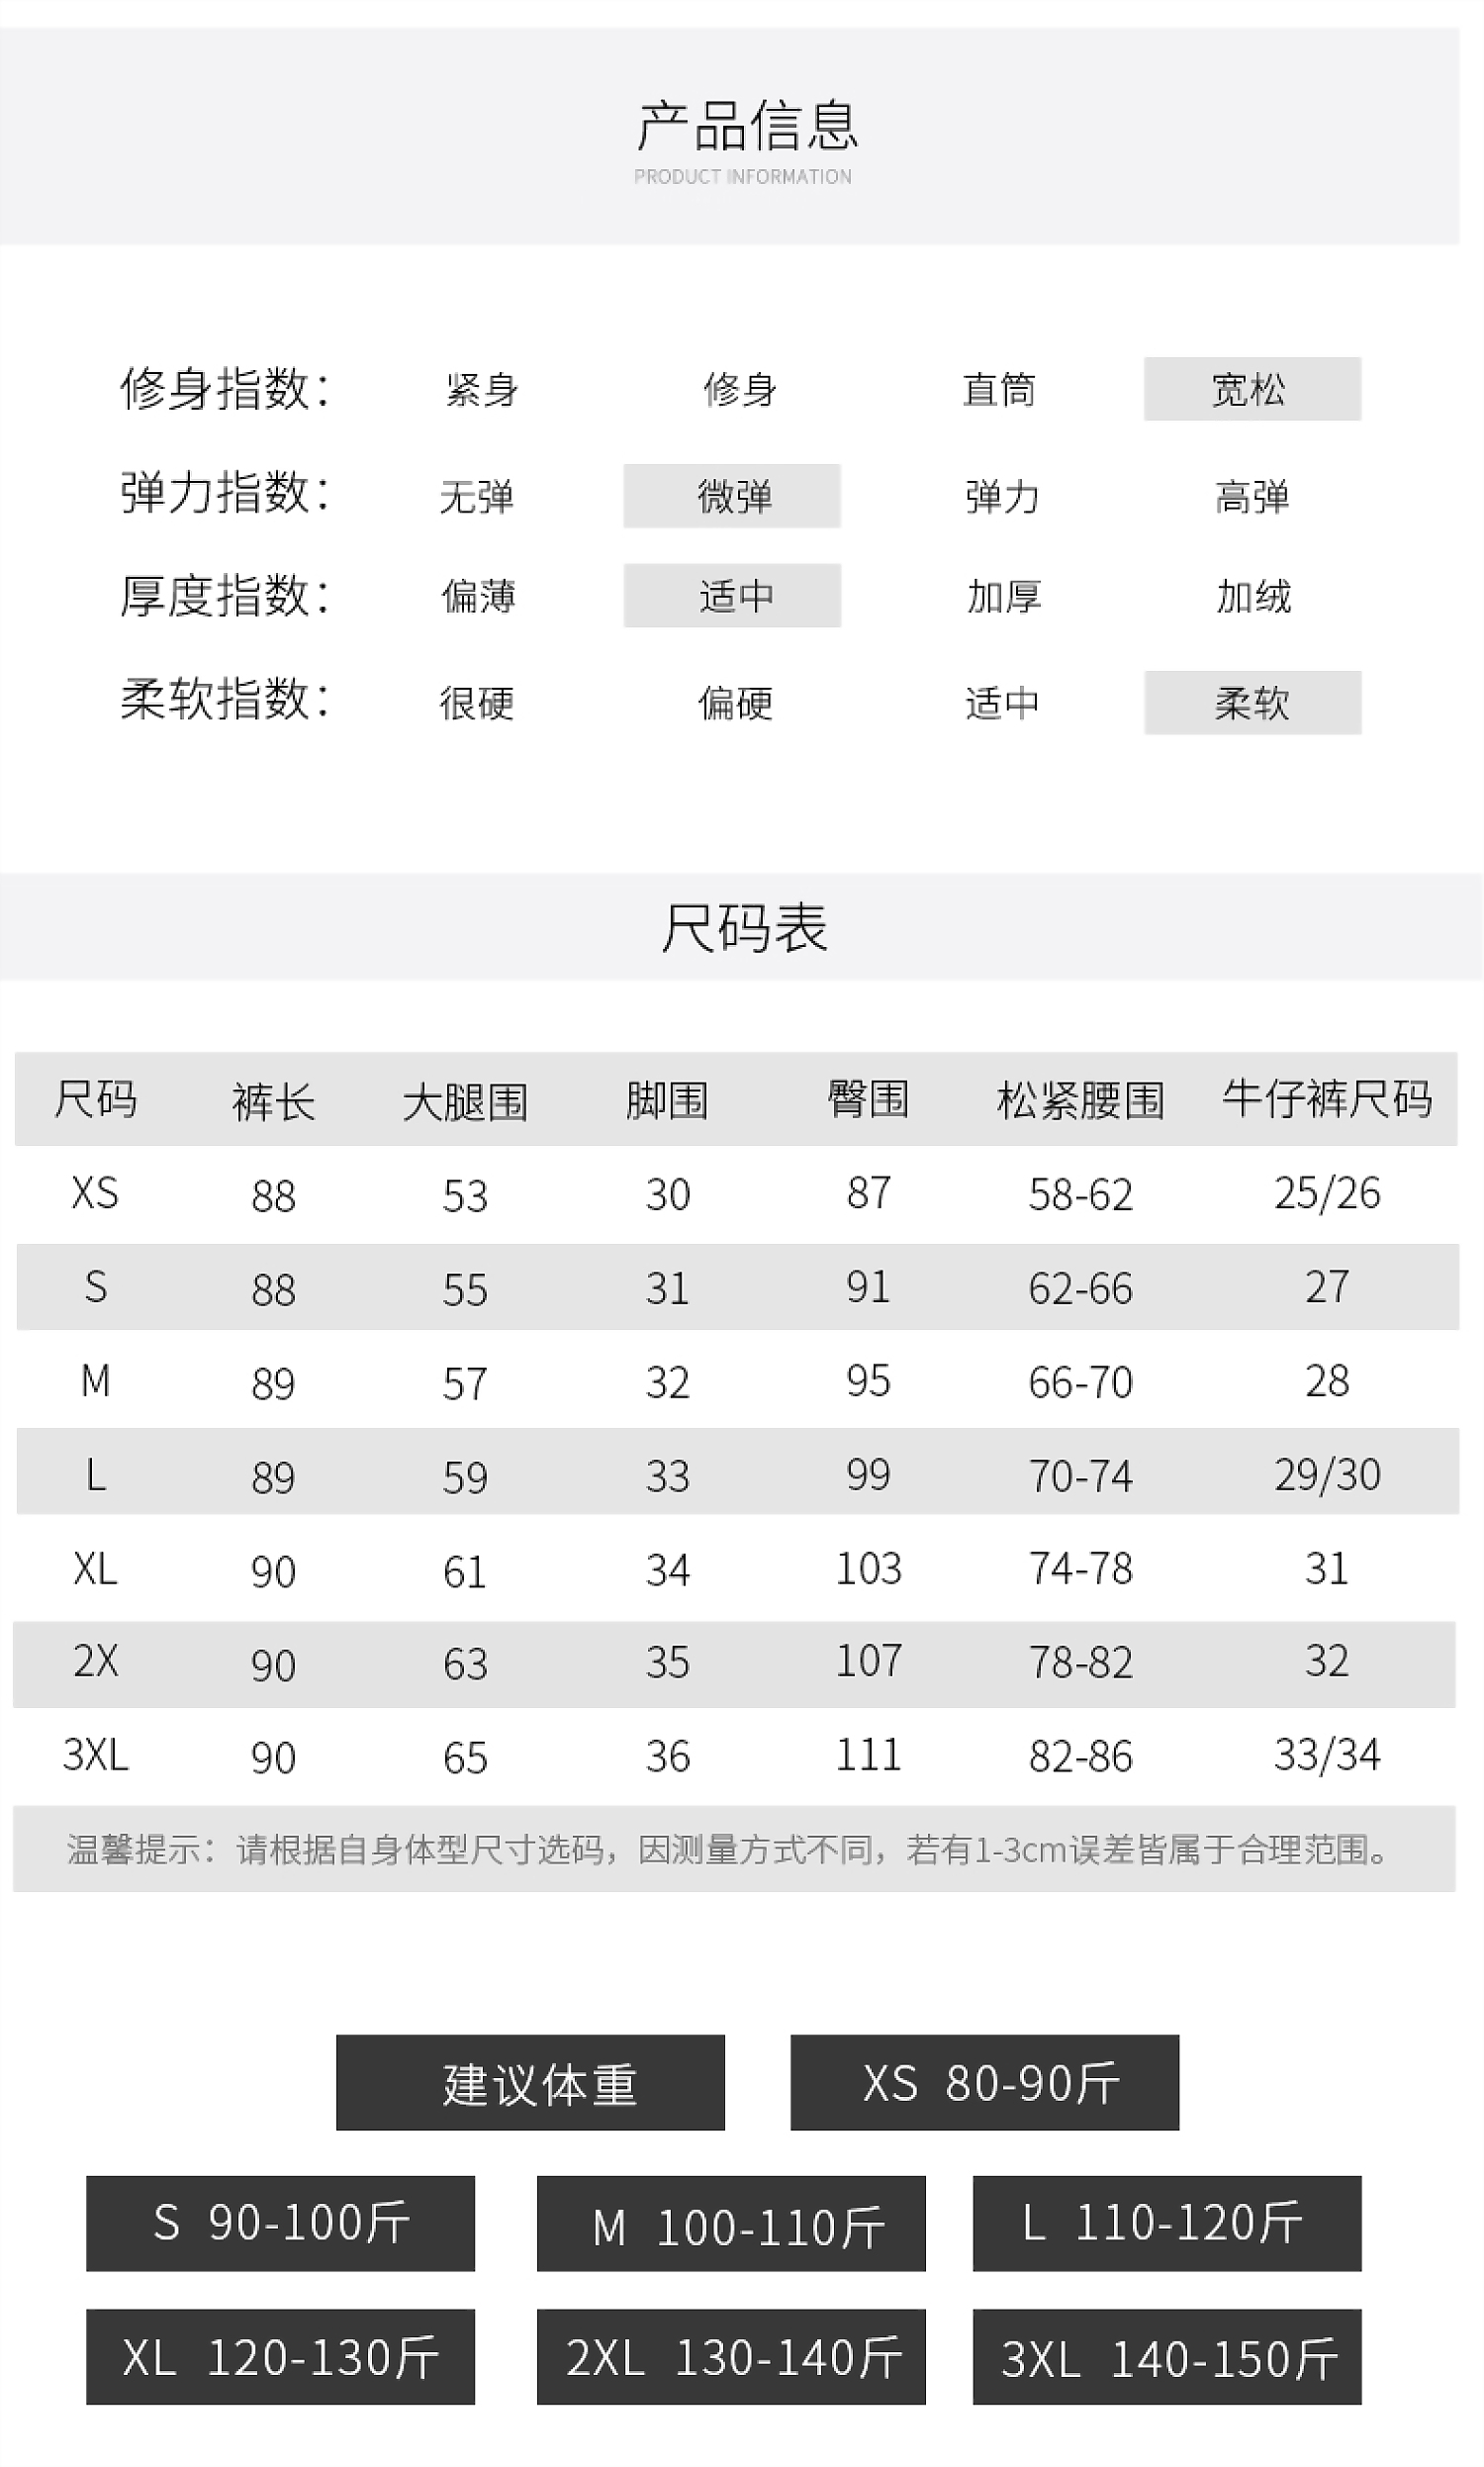 产品信息
PRODUCT INFORMATION
修身指数： 紧身 修身 直筒 宽松
弹力指数： 无弹 微弹 弹力 高弹
厚度指数： 偏薄 适中 加厚 加绒
柔软指数： 很硬 偏硬 适中 柔软
尺码表
尺码 裤长 大腿围 脚围 臀围 松紧腰围 牛仔裤尺码
XS 88 53 30 87 58-62 25/26
S 88 55 31 91 62-66 27
M 89 57 32 95 66-70 28
L 89 59 33 99 70-74 29/30
XL 90 61 34 103 74-78 31
2X 90 63 35 107 78-82 32
3XL 90 65 36 111 82-86 33/34
温馨提示：请根据自身体型尺寸选码，因测量方式不同，若有1-3cm误差皆属于合理范围。
建议体重 XS 80-90斤
S 90-100斤 M 100-110斤 L 110-120斤
XL 120-130斤 2XL 130-140斤 3XL 140-150斤